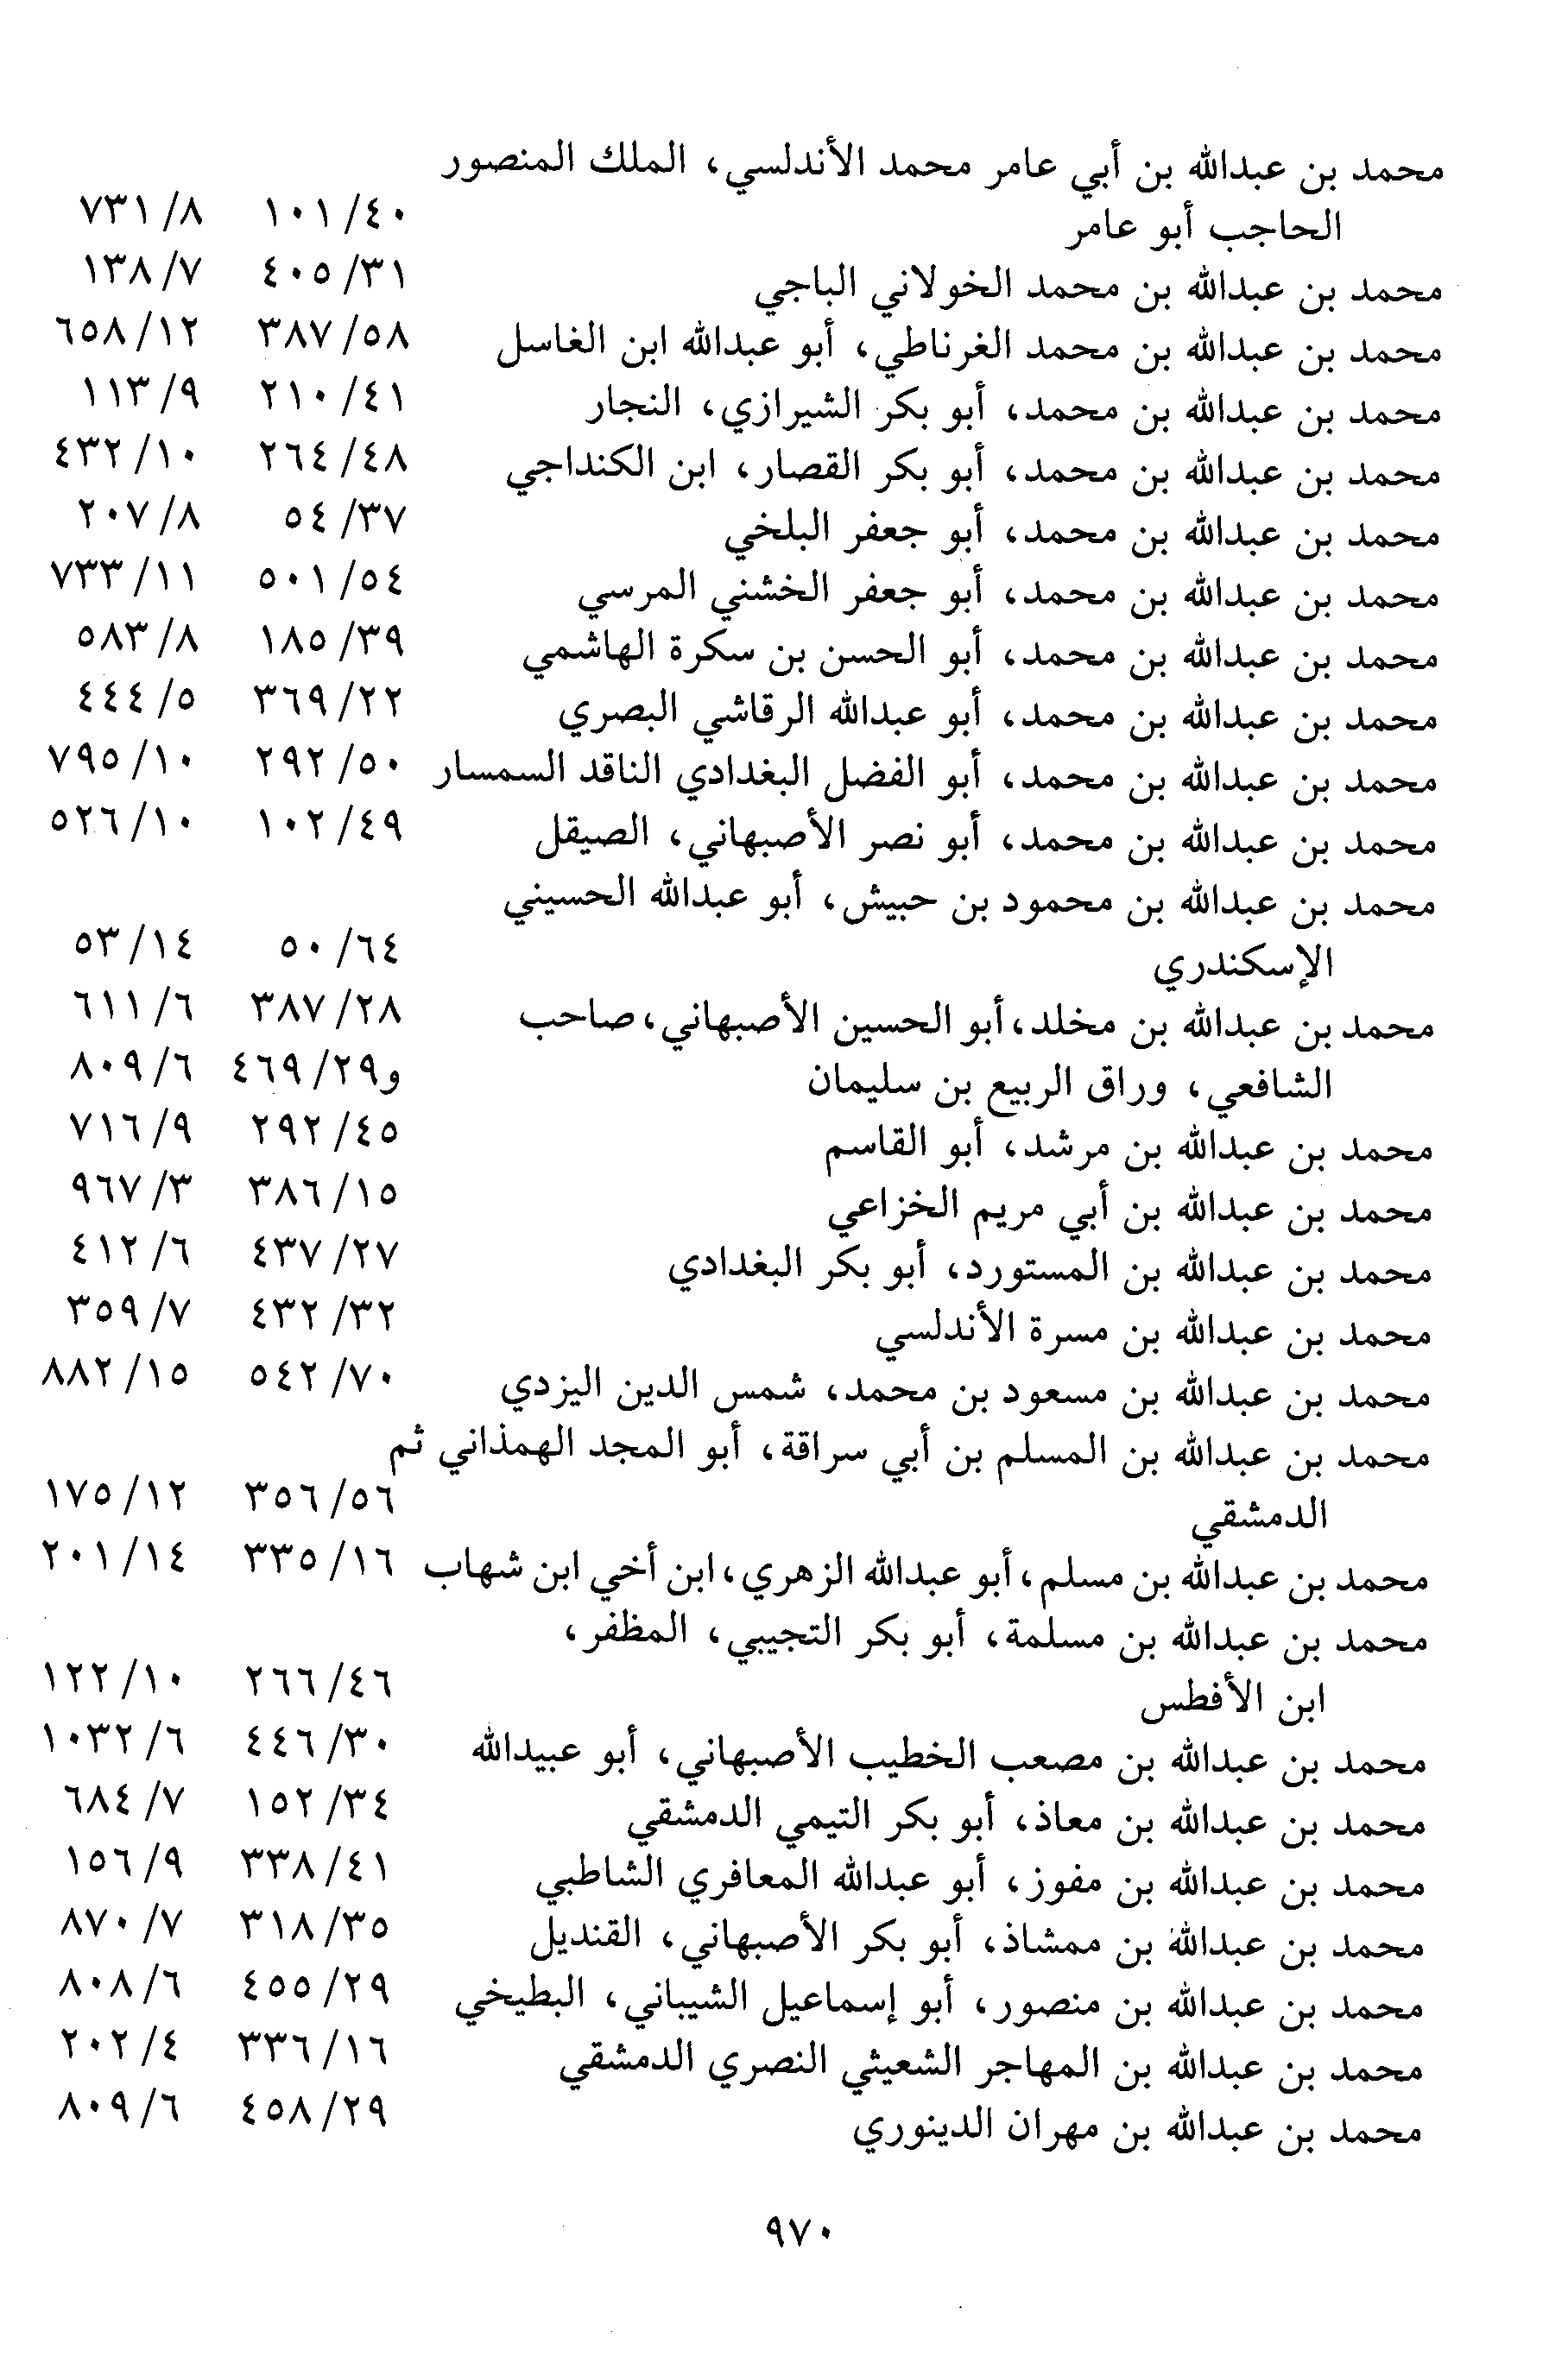 محمد بن عبدالله بن أبي عامر محمد الأندلسي، الملك المنصور
الحاجب أبو عامر ٤٠/ ١٠١ ٨/ ٧٣١
محمد بن عبدالله بن محمد الخولاني الباجي ٣١/ ٤٠٥ ٧/ ١٣٨
محمد بن عبدالله بن محمد الغرناطي، أبو عبدالله ابن الغاسل ٥٨/ ٣٨٧ ١٢/ ٦٥٨
محمد بن عبدالله بن محمد، أبو بكر الشيرازي، النجار ٤١/ ٢١٠ ٩/ ١١٣
محمد بن عبدالله بن محمد، أبو بكر القصار، ابن الكنداجي ٤٨/ ٢٦٤ ١٠/ ٤٣٢
محمد بن عبدالله بن محمد، أبو جعفر البلخي ٣٧/ ٥٤ ٨/ ٢٠٧
محمد بن عبدالله بن محمد، أبو جعفر الخشني المرسي ٥٤/ ٥٠١ ١١/ ٧٣٣
محمد بن عبدالله بن محمد، أبو الحسن بن سكرة الهاشمي ٣٩/ ١٨٥ ٨/ ٥٨٣
محمد بن عبدالله بن محمد، أبو عبدالله الرقاشي البصري ٢٢/ ٣٦٩ ٥/ ٤٤٤
محمد بن عبدالله بن محمد، أبو الفضل البغدادي الناقد السمسار ٥٠/ ٢٩٢ ١٠/ ٧٩٥
محمد بن عبدالله بن محمد، أبو نصر الأصبهاني، الصيقل ٤٩/ ١٠٢ ١٠/ ٥٢٦
محمد بن عبدالله بن محمود بن حبيش، أبو عبدالله الحسيني
الإسكندري ٦٤/ ٥٠ ١٤/ ٥٣
محمد بن عبدالله بن مخلد، أبو الحسين الأصبهاني، صاحب ٢٨/ ٣٨٧ ٦/ ٦١١
الشافعي، وراق الربيع بن سليمان و٢٩/ ٤٦٩ ٦/ ٨٠٩
محمد بن عبدالله بن مرشد، أبو القاسم ٤٥/ ٢٩٢ ٩/ ٧١٦
محمد بن عبدالله بن أبي مريم الخزاعي ١٥/ ٣٨٦ ٣/ ٩٦٧
محمد بن عبدالله بن المستورد، أبو بكر البغدادي ٢٧/ ٤٣٧ ٦/ ٤١٢
محمد بن عبدالله بن مسرة الأندلسي ٣٢/ ٤٣٢ ٧/ ٣٥٩
محمد بن عبدالله بن مسعود بن محمد، شمس الدين اليزدي ٧٠/ ٥٤٢ ١٥/ ٨٨٢
محمد بن عبدالله بن المسلم بن أبي سراقة، أبو المجد الهمذاني ثم
الدمشقي ٥٦/ ٣٥٦ ١٢/ ١٧٥
محمد بن عبدالله بن مسلم، أبو عبدالله الزهري، ابن أخي ابن شهاب ١٦/ ٣٣٥ ١٤/ ٢٠١
محمد بن عبدالله بن مسلمة، أبو بكر التجيبي، المظفر،
ابن الأفطس ٤٦/ ٢٦٦ ١٠/ ١٢٢
محمد بن عبدالله بن مصعب الخطيب الأصبهاني، أبو عبيدالله ٣٠/ ٤٤٦ ٦/ ١٠٣٢
محمد بن عبدالله بن معاذ، أبو بكر التيمي الدمشقي ٣٤/ ١٥٢ ٧/ ٦٨٤
محمد بن عبدالله بن مفوز، أبو عبدالله المعافري الشاطبي ٤١/ ٣٣٨ ٩/ ١٥٦
محمد بن عبدالله بن ممشاذ، أبو بكر الأصبهاني، القنديل ٣٥/ ٣١٨ ٧/ ٨٧٠
محمد بن عبدالله بن منصور، أبو إسماعيل الشيباني، البطيخي ٢٩/ ٤٥٥ ٦/ ٨٠٨
محمد بن عبدالله بن المهاجر الشعيثي النصري الدمشقي ١٦/ ٣٣٦ ٤/ ٢٠٢
محمد بن عبدالله بن مهران الدينوري ٢٩/ ٤٥٨ ٦/ ٨٠٩
٩٧٠